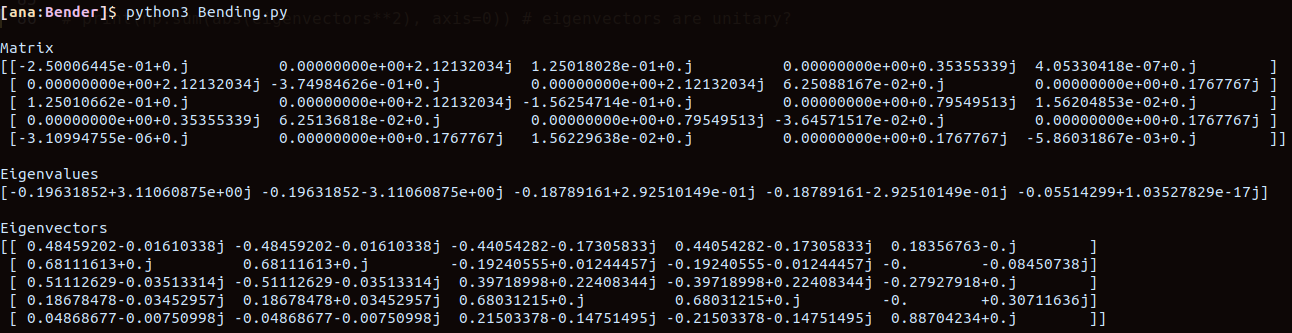 # print(np.sum(abs(eigenvectors**2), axis=0)) # eigenvectors are unitary?
[ana:Bender]$ python3 Bending.py
Matrix
[[-2.50006445e-01+0.j 0.00000000e+00+2.12132034j 1.25018028e-01+0.j 0.00000000e+00+0.35355339j 4.05330418e-07+0.j ]
[ 0.00000000e+00+2.12132034j -3.74984626e-01+0.j 0.00000000e+00+2.12132034j 6.25088167e-02+0.j 0.00000000e+00+0.1767767j ]
[ 1.25010662e-01+0.j 0.00000000e+00+2.12132034j -1.56254714e-01+0.j 0.00000000e+00+0.79549513j 1.56204853e-02+0.j ]
[ 0.00000000e+00+0.35355339j 6.25136818e-02+0.j 0.00000000e+00+0.79549513j -3.64571517e-02+0.j 0.00000000e+00+0.1767767j ]
[-3.10994755e-06+0.j 0.00000000e+00+0.1767767j 1.56229638e-02+0.j 0.00000000e+00+0.1767767j -5.86031867e-03+0.j ]]
Eigenvalues
[-0.19631852+3.11060875e+00j -0.19631852-3.11060875e+00j -0.18789161+2.92510149e-01j -0.18789161-2.92510149e-01j -0.05514299+1.03527829e-17j]
Eigenvectors
[[ 0.48459202-0.01610338j -0.48459202-0.01610338j -0.44054282-0.17305833j 0.44054282-0.17305833j 0.18356763-0.j ]
[ 0.68111613+0.j 0.68111613+0.j -0.19240555+0.01244457j -0.19240555-0.01244457j -0. -0.08450738j]
[ 0.51112629-0.03513314j -0.51112629-0.03513314j 0.39718998+0.22408344j -0.39718998+0.22408344j -0.27927918+0.j ]
[ 0.18678478-0.03452957j 0.18678478+0.03452957j 0.68031215+0.j 0.68031215+0.j -0. +0.30711636j]
[ 0.04868677-0.00750998j -0.04868677-0.00750998j 0.21503378-0.14751495j -0.21503378-0.14751495j 0.88704234+0.j ]]